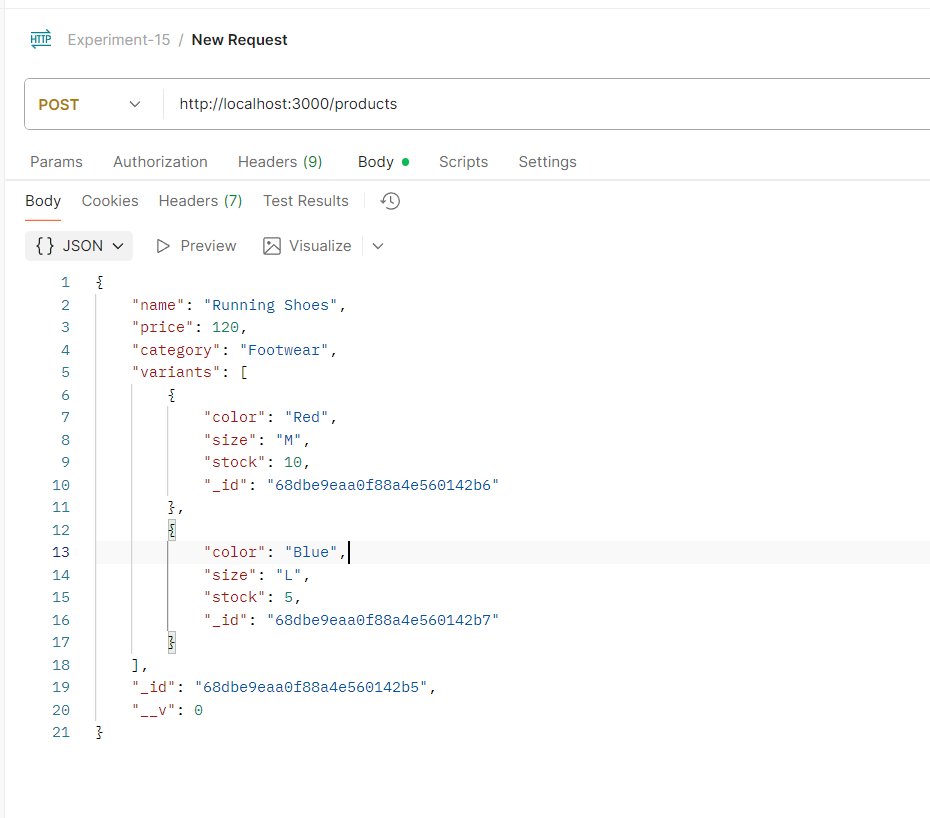 HTTP Experiment-15 / New Request
POST http://localhost:3000/products
Params Authorization Headers (9) Body Scripts Settings
Body Cookies Headers (7) Test Results
{} JSON Preview Visualize
1 {
2 "name": "Running Shoes",
3 "price": 120,
4 "category": "Footwear",
5 "variants": [
6 {
7 "color": "Red",
8 "size": "M",
9 "stock": 10,
10 "_id": "68dbe9eaa0f88a4e560142b6"
11 },
12 {
13 "color": "Blue",
14 "size": "L",
15 "stock": 5,
16 "_id": "68dbe9eaa0f88a4e560142b7"
17 }
18 ],
19 "_id": "68dbe9eaa0f88a4e560142b5",
20 "__v": 0
21 }